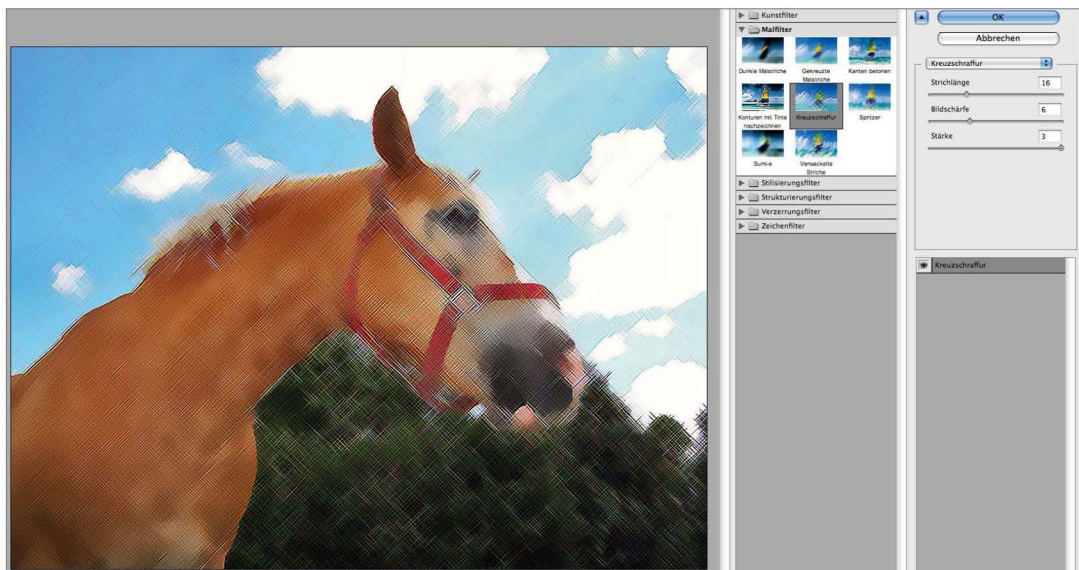 Kunstfilter
Malfilter
Dunkle Malstriche
Gekreuzte
Malstriche
Kanten betonen
Konturen mit Tinte
nachzeichnen
Kreuzschraffur
Spritzer
Sumi-e
Verwackelte
Striche
Stilisierungsfilter
Strukturierungsfilter
Verzerrungsfilter
Zeichenfilter
OK
Abbrechen
Kreuzschraffur
Strichlänge 16
Bildschärfe 6
Stärke 3
Kreuzschraffur